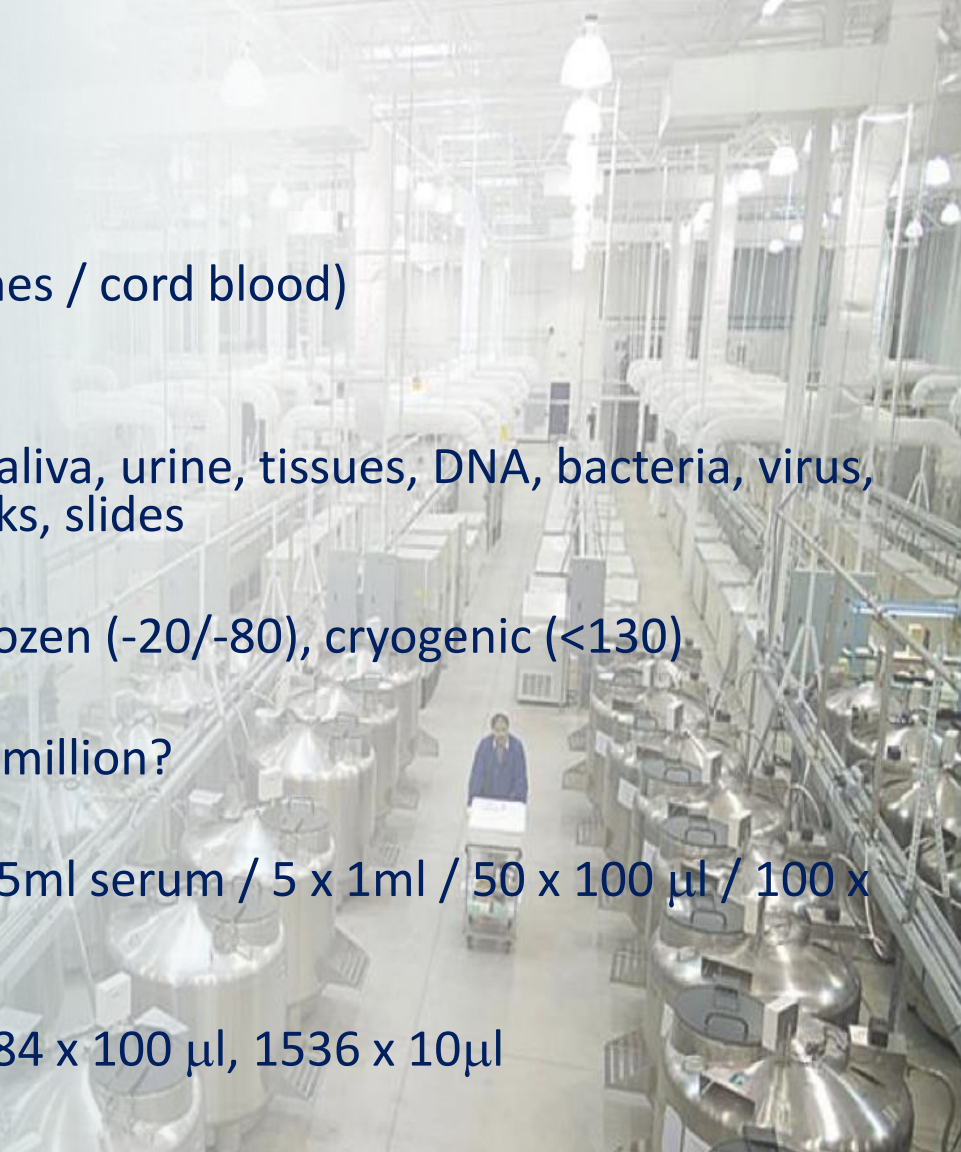 nes / cord blood)
aliva, urine, tissues, DNA, bacteria, virus,
ks, slides
ozen (-20/-80), cryogenic (<130)
million?
5ml serum / 5 x 1ml / 50 x 100 µl / 100 x
84 x 100 µl, 1536 x 10µl